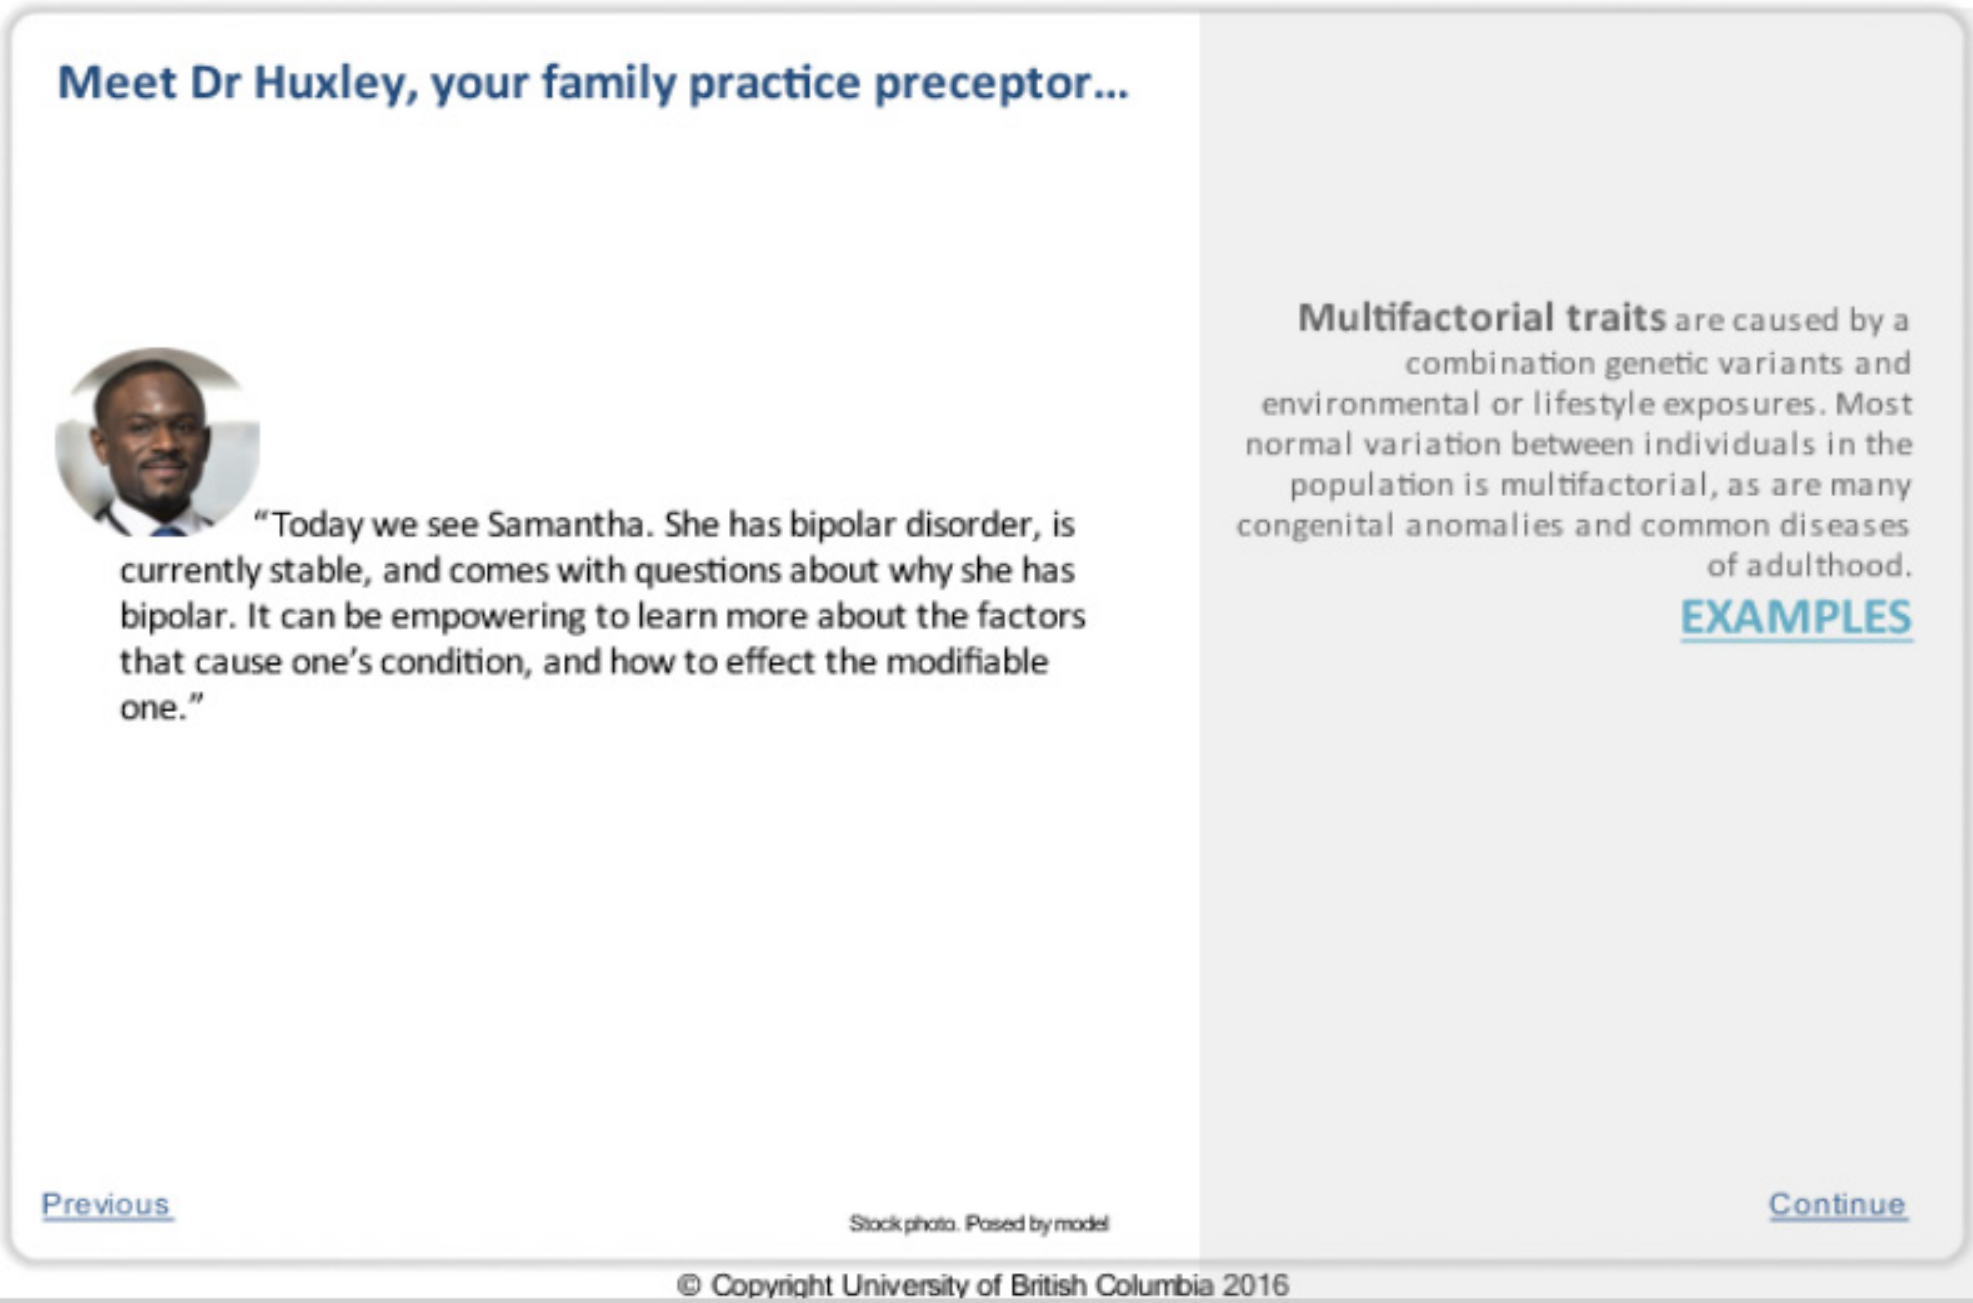 Meet Dr Huxley, your family practice preceptor...
“Today we see Samantha. She has bipolar disorder, is
currently stable, and comes with questions about why she has
bipolar. It can be empowering to learn more about the factors
that cause one’s condition, and how to effect the modifiable
one.”
Multifactorial traits are caused by a
combination genetic variants and
environmental or lifestyle exposures. Most
normal variation between individuals in the
population is multifactorial, as are many
congenital anomalies and common diseases
of adulthood.
EXAMPLES
Previous
Stock photo. Posed by model
Continue
© Copyright University of British Columbia 2016